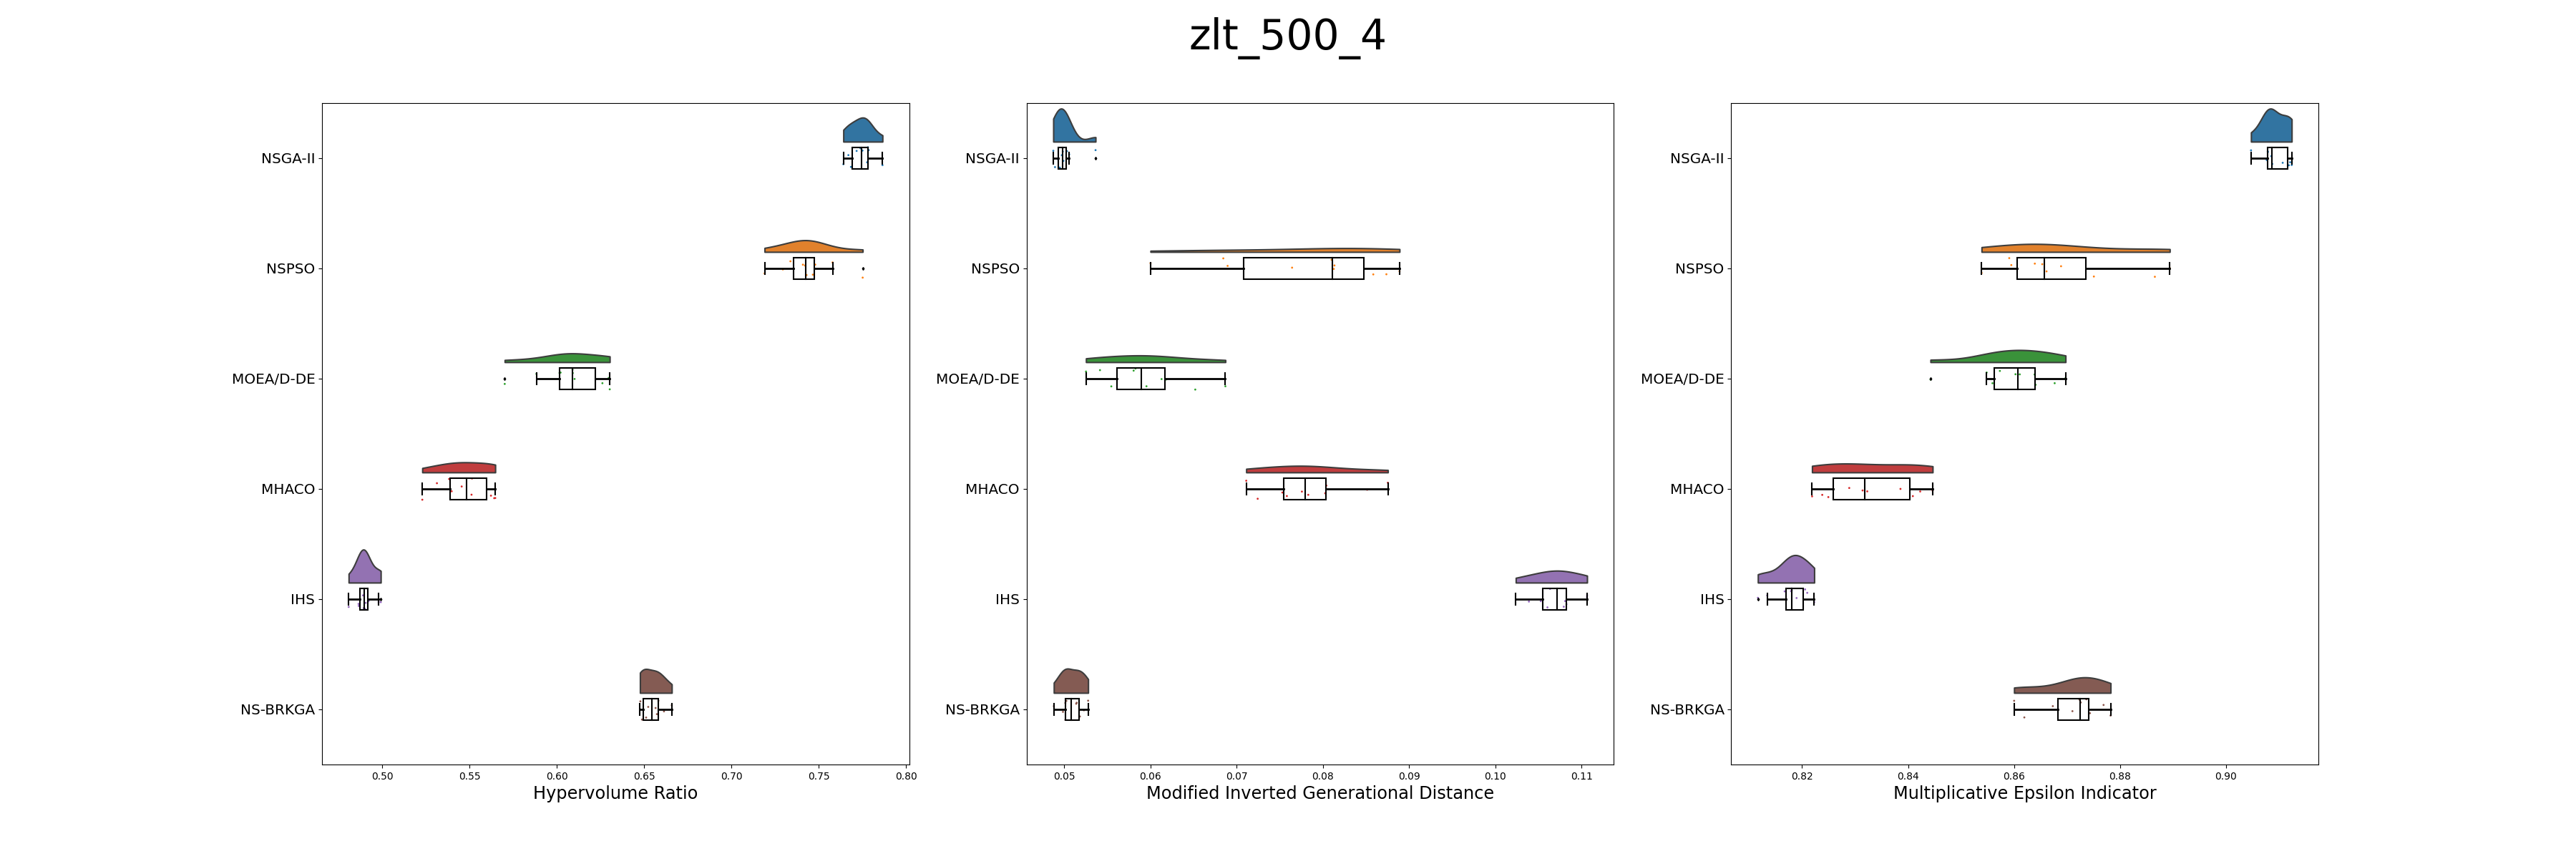 zlt_500_4
NSGA-II
NSPSO
MOEA/D-DE
MHACO
IHS
NS-BRKGA
0.50 0.55 0.60 0.65 0.70 0.75 0.80
Hypervolume Ratio
NSGA-II
NSPSO
MOEA/D-DE
MHACO
IHS
NS-BRKGA
0.05 0.06 0.07 0.08 0.09 0.10 0.11
Modified Inverted Generational Distance
NSGA-II
NSPSO
MOEA/D-DE
MHACO
IHS
NS-BRKGA
0.82 0.84 0.86 0.88 0.90
Multiplicative Epsilon Indicator